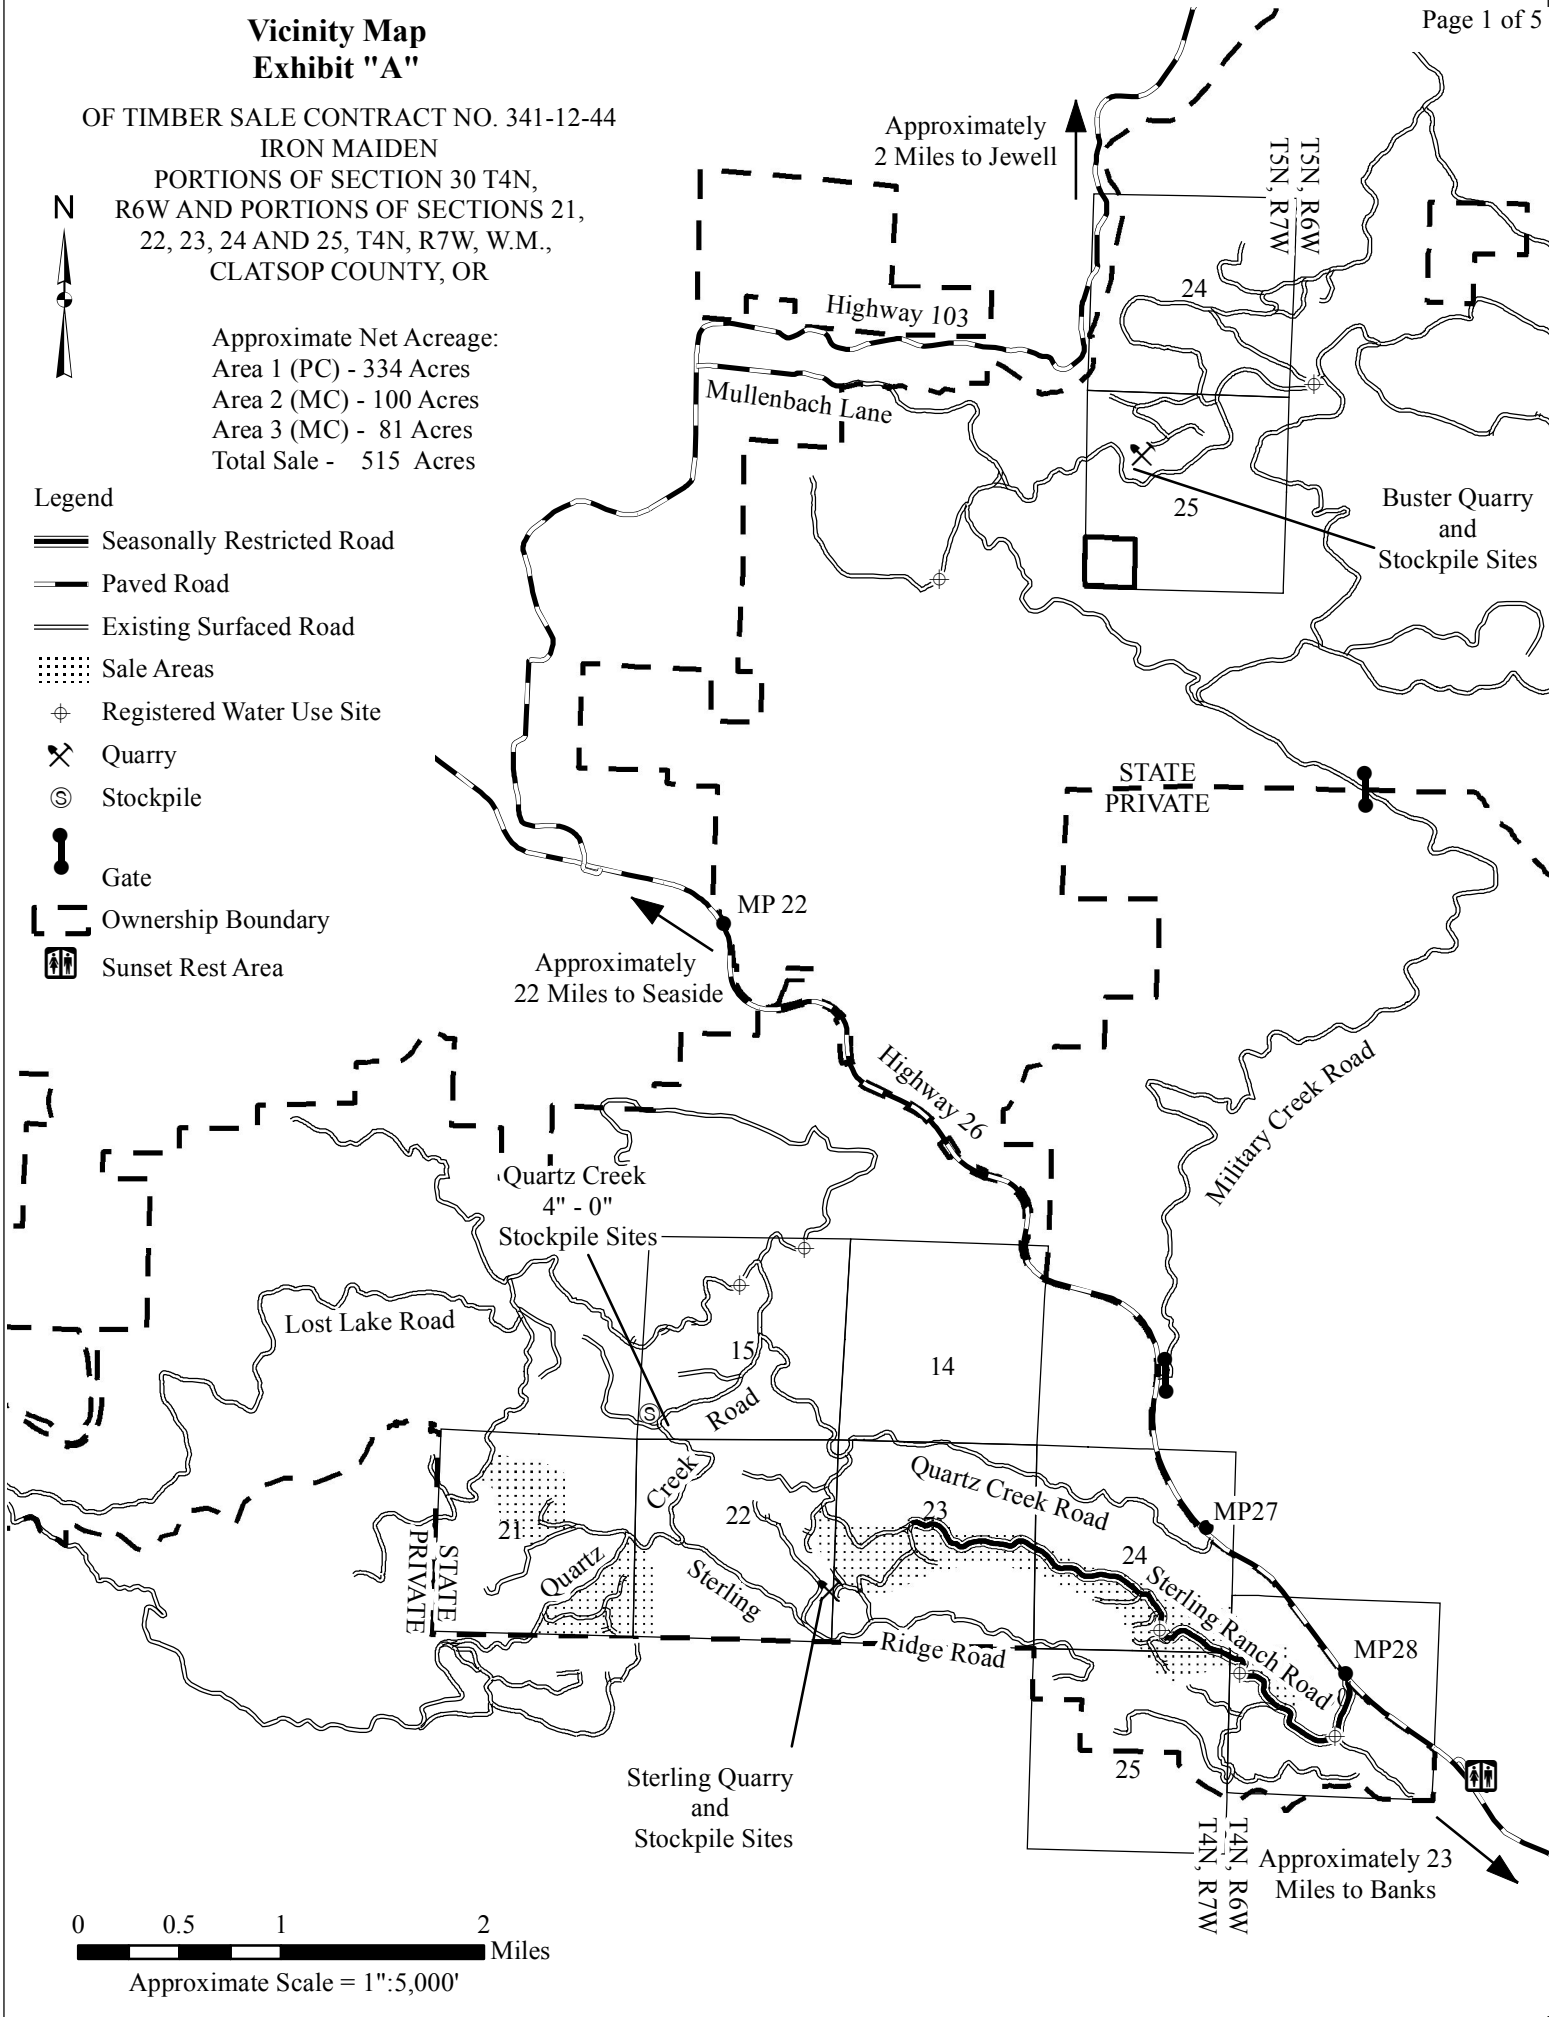 Page 1 of 5
Vicinity Map
Exhibit "A"
OF TIMBER SALE CONTRACT NO. 341-12-44
IRON MAIDEN
PORTIONS OF SECTION 30 T4N,
R6W AND PORTIONS OF SECTIONS 21,
22, 23, 24 AND 25, T4N, R7W, W.M.,
CLATSOP COUNTY, OR
N
Approximate Net Acreage:
Area 1 (PC) - 334 Acres
Area 2 (MC) - 100 Acres
Area 3 (MC) - 81 Acres
Total Sale - 515 Acres
Legend
Seasonally Restricted Road
Paved Road
Existing Surfaced Road
Sale Areas
Registered Water Use Site
Quarry
S
Stockpile
Gate
Ownership Boundary
Sunset Rest Area
Approximately
2 Miles to Jewell
T5N, R6W
T5N, R7W
24
Highway 103
Mullenbach Lane
25
Buster Quarry
and
Stockpile Sites
STATE
PRIVATE
MP 22
Approximately
22 Miles to Seaside
Highway 26
Military Creek Road
Quartz Creek
4" - 0"
Stockpile Sites
Lost Lake Road
15
14
S
Road
Creek
Quartz
Quartz Creek Road
MP27
21
22
23
24
STATE
PRIVATE
Sterling
Ridge Road
Sterling Ranch Road
MP28
25
Sterling Quarry
and
Stockpile Sites
T4N, R6W
T4N, R7W
Approximately 23
Miles to Banks
0 0.5 1 2
Miles
Approximate Scale = 1":5,000'